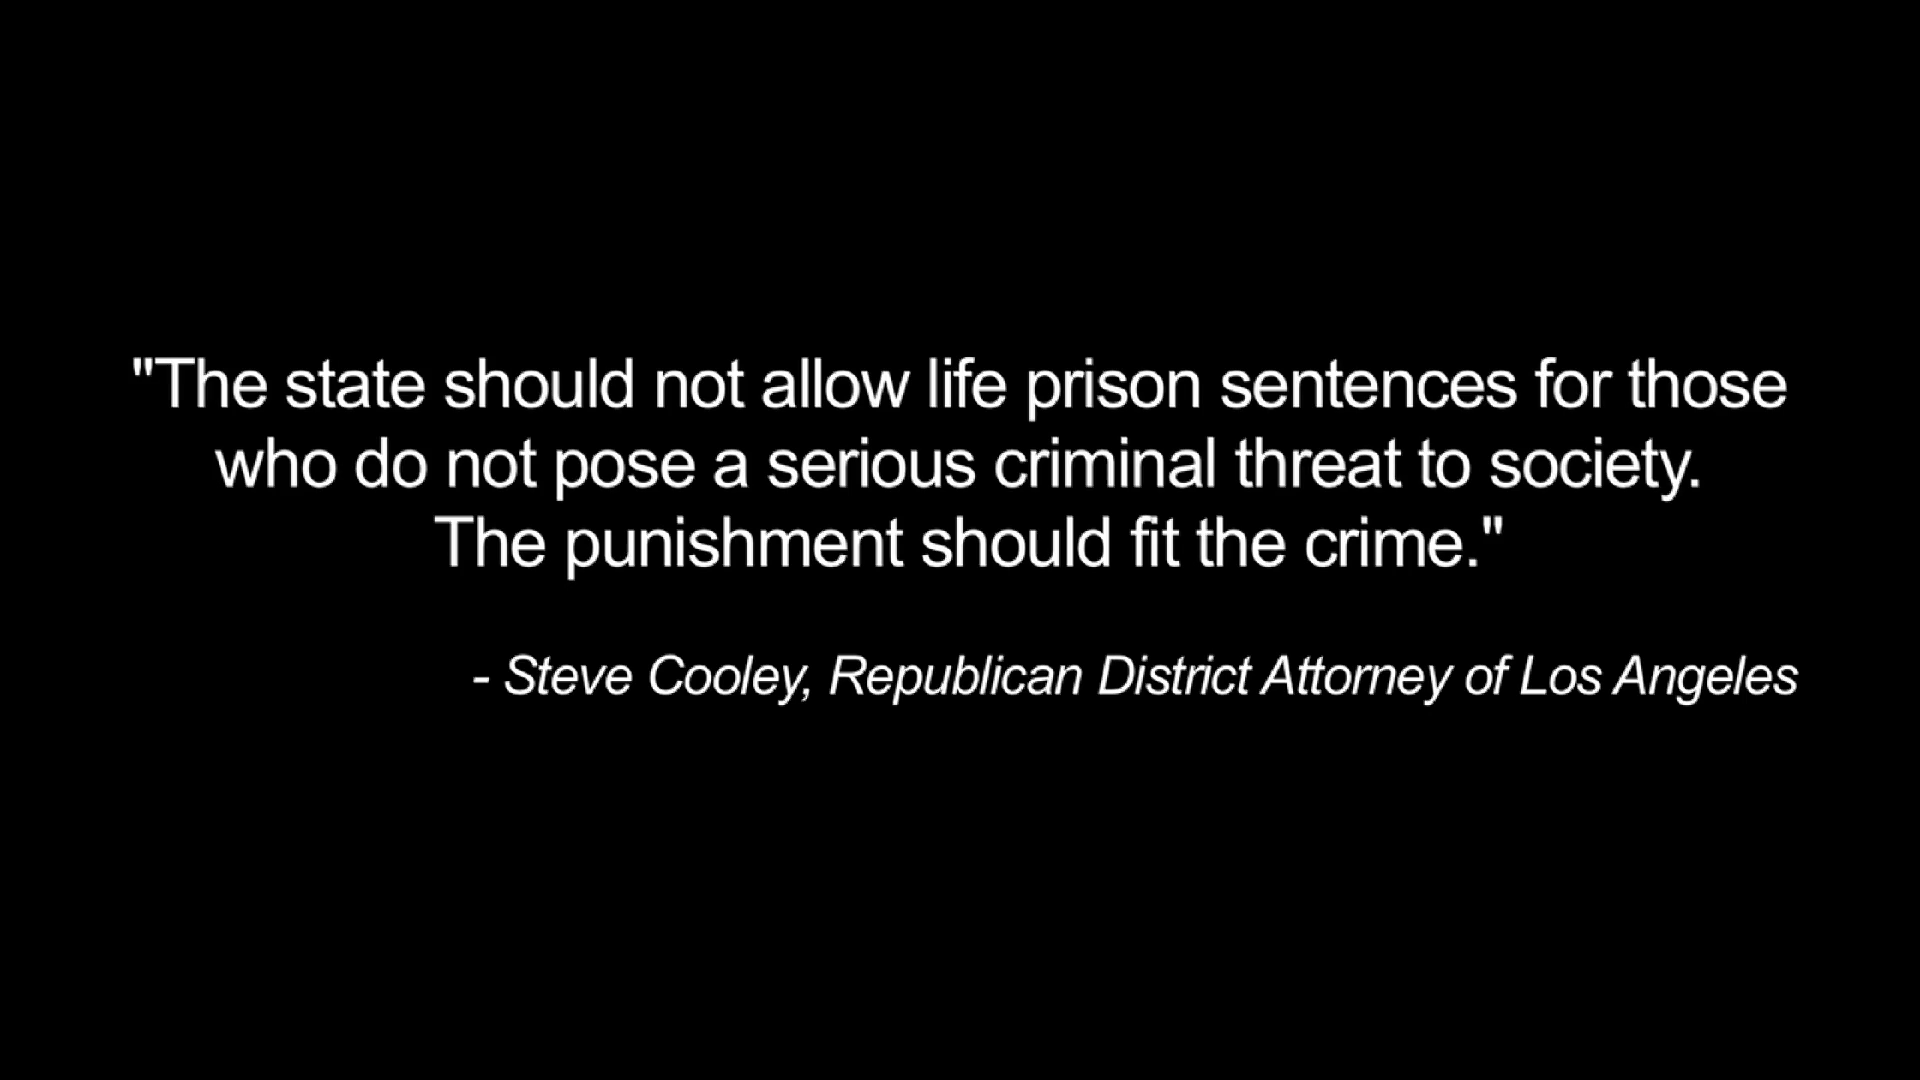 "The state should not allow life prison sentences for those
who do not pose a serious criminal threat to society.
The punishment should fit the crime."
- Steve Cooley, Republican District Attorney of Los Angeles